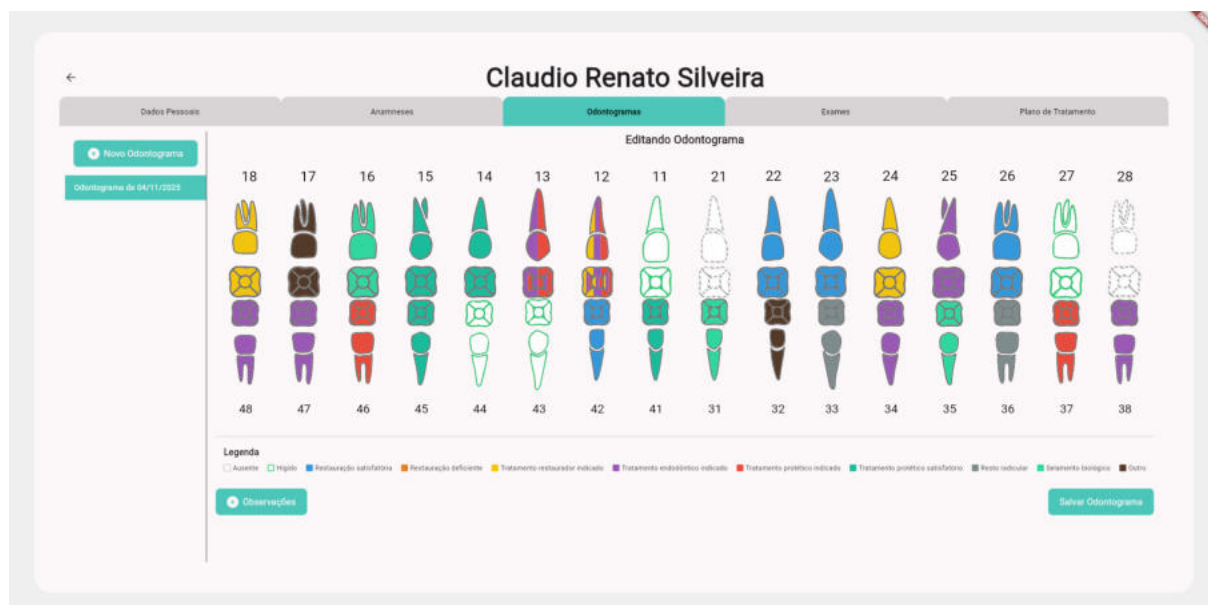 Claudio Renato Silveira
Dados Pessoais Anamneses Odontogramas Exames Plano de Tratamento
Novo Odontograma
Odontograma de 04/11/2025
Editando Odontograma
18 17 16 15 14 13 12 11 21 22 23 24 25 26 27 28
48 47 46 45 44 43 42 41 31 32 33 34 35 36 37 38
Legenda
Ausente Hígido Restauração satisfatória Restauração deficiente Tratamento restaurador indicado Tratamento endodôntico indicado Tratamento protético indicado Tratamento protético satisfatório Resto radicular Selamento biológico Outro
Observações
Salvar Odontograma